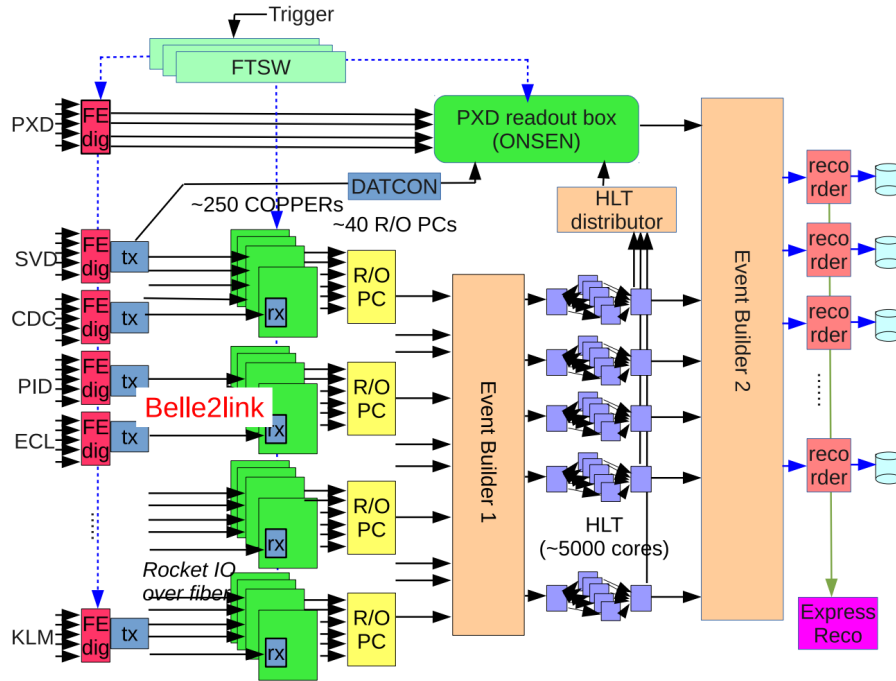 Trigger
FTSW
PXD
FE
dig
PXD readout box
(ONSEN)
DATCON
~250 COPPERs
~40 R/O PCs
HLT
distributor
SVD
FE
dig
tx
CDC
FE
dig
tx
PID
FE
dig
tx
ECL
FE
dig
tx
Belle2link
rx
rx
rx
rx
R/O
PC
R/O
PC
R/O
PC
R/O
PC
Event Builder 1
HLT
(~5000 cores)
Event Builder 2
reco
rder
reco
rder
reco
rder
......
reco
rder
Express
Reco
....
Rocket IO
over fiber
KLM
FE
dig
tx